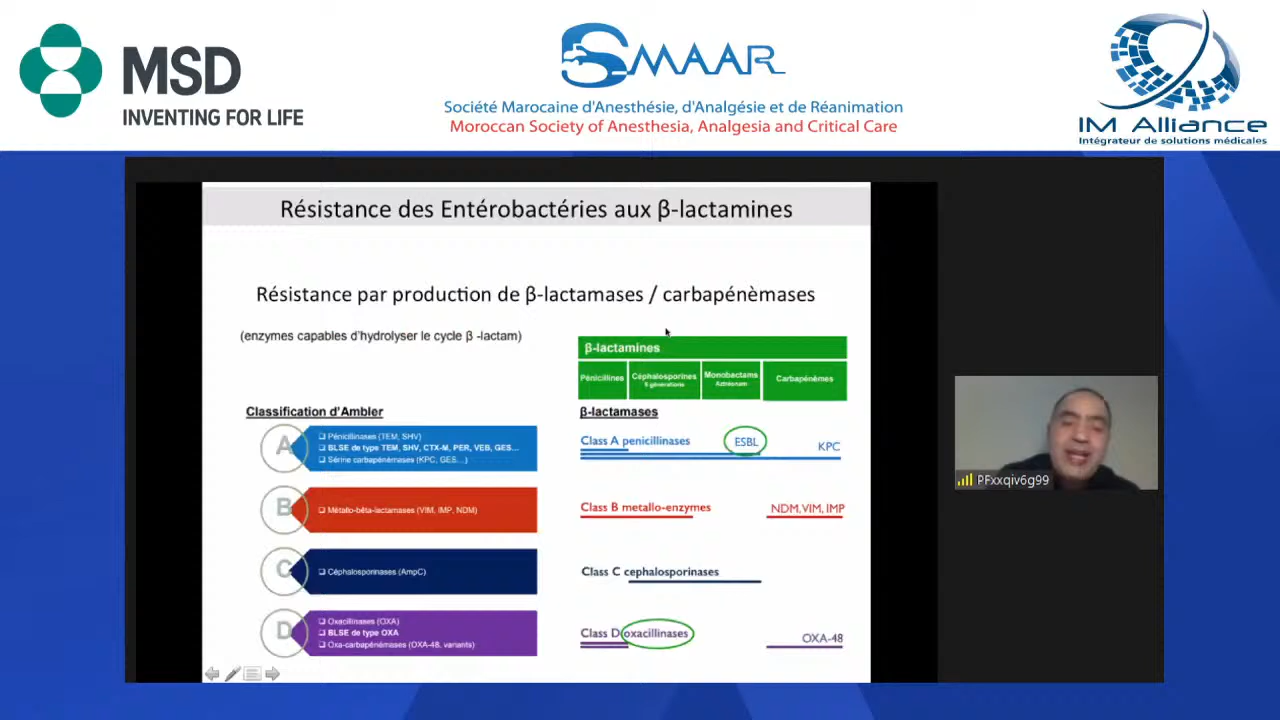 MSD
INVENTING FOR LIFE
SMAAR
Société Marocaine d'Anesthésie, d'Analgésie et de Réanimation
Moroccan Society of Anesthesia, Analgesia and Critical Care
IM Alliance
Intégrateur de solutions médicales
Résistance des Entérobactéries aux β-lactamines
Résistance par production de β-lactamases / carbapénèmases
(enzymes capables d'hydrolyser le cycle β -lactam)
β-lactamines
Pénicillines
Céphalosporines
5 générations
Monobactams
Aztréonam
Carbapénèmes
Classification d'Ambler
A
❑ Pénicillinases (TEM, SHV)
❑ BLSE de type TEM, SHV, CTX-M, PER, VEB, GES...
❑ Sérine carbapénémases (KPC, GES...)
B
❑ Métallo-bêta-lactamases (VIM, IMP, NDM)
C
❑ Céphalosporinases (AmpC)
D
❑ Oxacillinases (OXA)
❑ BLSE de type OXA
❑ Oxa-carbapénémases (OXA-48, variants)
β-lactamases
Class A penicillinases ESBL KPC
Class B metallo-enzymes NDM, VIM, IMP
Class C cephalosporinases
Class D oxacillinases OXA-48
PFxxqiv6g99